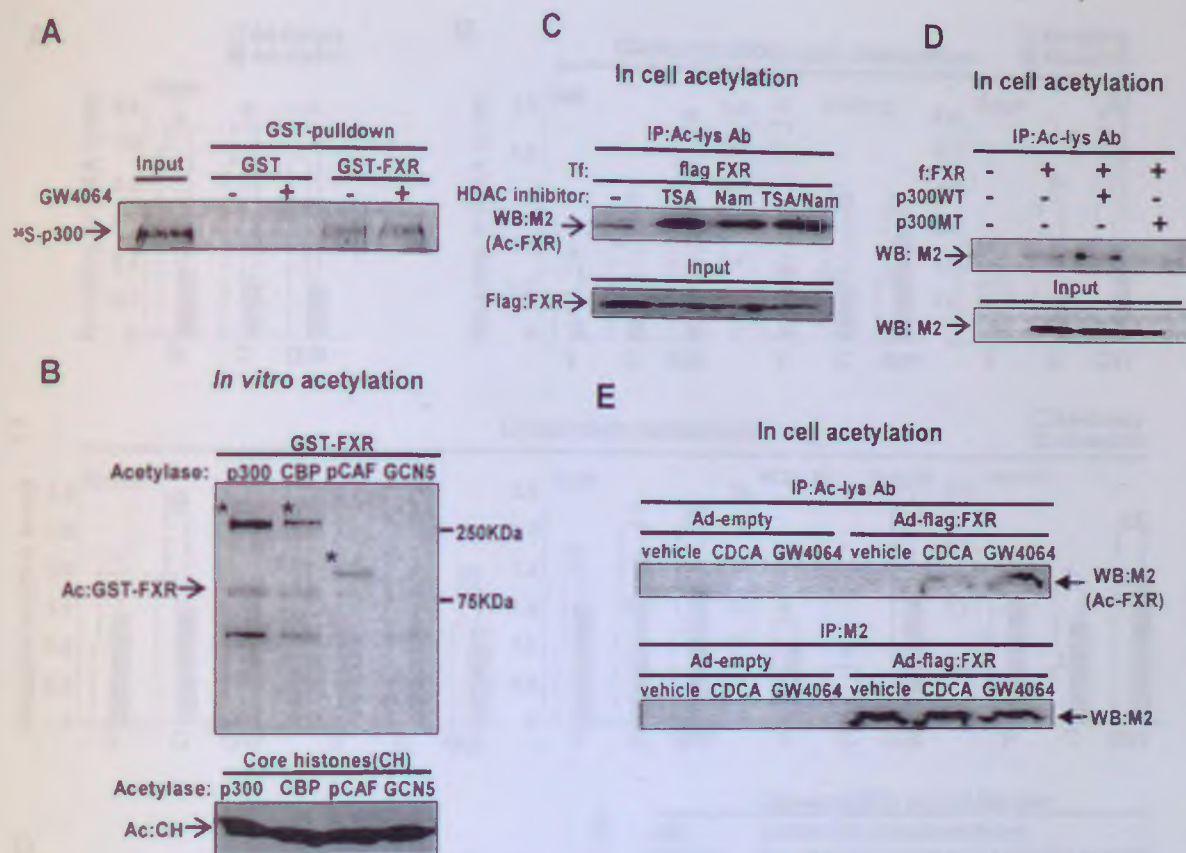 A
GST-pulldown
Input GST GST-FXR
GW4064 - + - +
³⁴S-p300→
B
In vitro acetylation
GST-FXR
Acetylase: p300 CBP pCAF GCN5
* * *
250KDa
Ac:GST-FXR→
75KDa
Core histones(CH)
Acetylase: p300 CBP pCAF GCN5
Ac:CH→
C
In cell acetylation
IP:Ac-lys Ab
Tf: flag FXR
HDAC inhibitor: - TSA Nam TSA/Nam
WB:M2→
(Ac-FXR)
Input
Flag:FXR→
D
In cell acetylation
IP:Ac-lys Ab
f:FXR - + + +
p300WT - - + -
p300MT - - - +
WB: M2→
Input
WB: M2→
E
In cell acetylation
IP:Ac-lys Ab
Ad-empty Ad-flag:FXR
vehicle CDCA GW4064 vehicle CDCA GW4064
←WB:M2
(Ac-FXR)
IP:M2
Ad-empty Ad-flag:FXR
vehicle CDCA GW4064 vehicle CDCA GW4064
←WB:M2